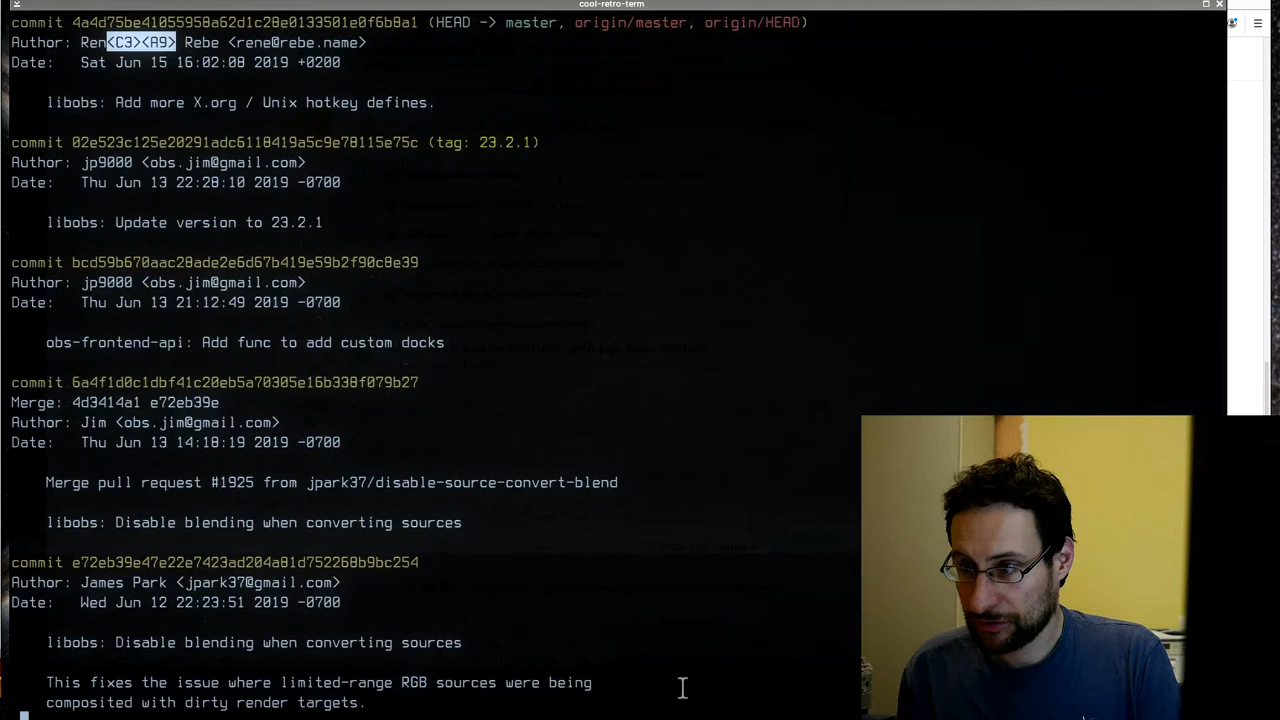 cool-retro-term
commit 4a4d75be41055958a62d1c28e0133501e0f6b8a1 (HEAD -> master, origin/master, origin/HEAD)
Author: Ren<C3><A9> Rebe <rene@rebe.name>
Date:   Sat Jun 15 16:02:08 2019 +0200
libobs: Add more X.org / Unix hotkey defines.
commit 02e523c125e20291adc6118419a5c9e78115e75c (tag: 23.2.1)
Author: jp9000 <obs.jim@gmail.com>
Date:   Thu Jun 13 22:28:10 2019 -0700
libobs: Update version to 23.2.1
commit bcd59b670aac28ade2e6d67b419e59b2f90c8e39
Author: jp9000 <obs.jim@gmail.com>
Date:   Thu Jun 13 21:12:49 2019 -0700
obs-frontend-api: Add func to add custom docks
commit 6a4f1d0c1dbf41c20eb5a70305e16b338f079b27
Merge: 4d3414a1 e72eb39e
Author: Jim <obs.jim@gmail.com>
Date:   Thu Jun 13 14:18:19 2019 -0700
Merge pull request #1925 from jpark37/disable-source-convert-blend
libobs: Disable blending when converting sources
commit e72eb39e47e22e7423ad204a81d752268b9bc254
Author: James Park <jpark37@gmail.com>
Date:   Wed Jun 12 22:23:51 2019 -0700
libobs: Disable blending when converting sources
This fixes the issue where limited-range RGB sources were being
composited with dirty render targets.